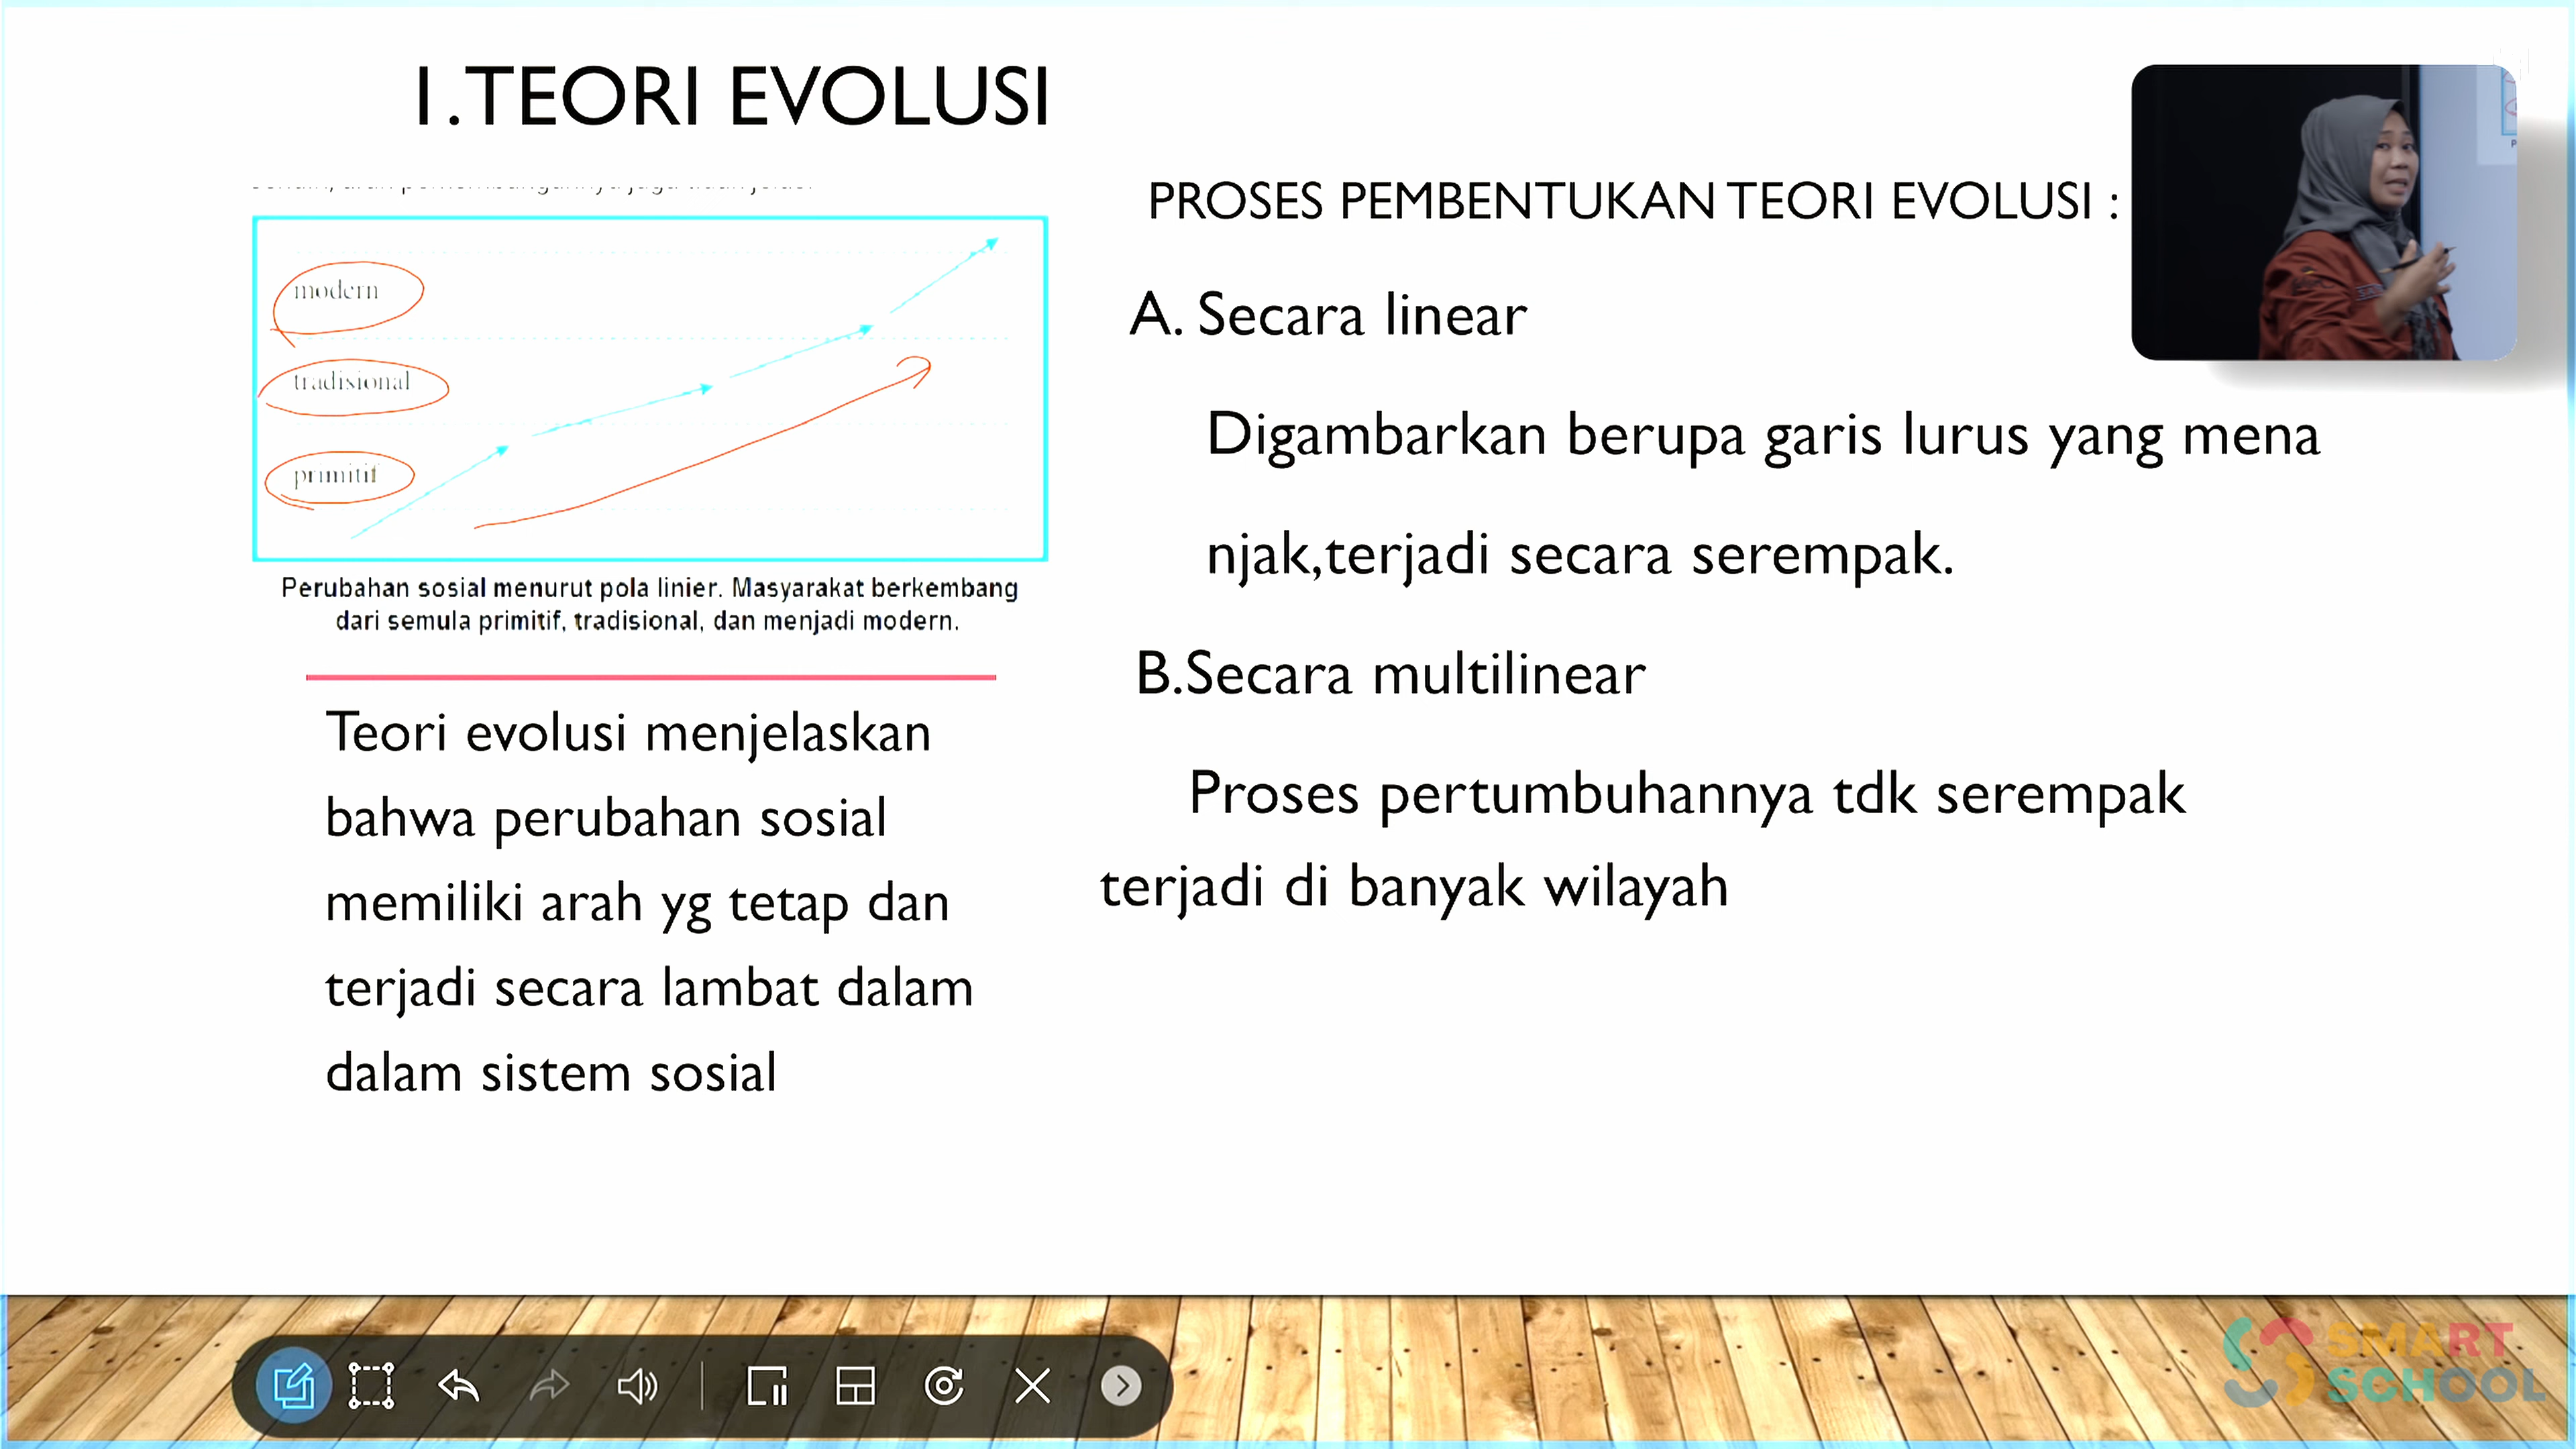 1.TEORI EVOLUSI
modern
tradisional
primitif
Perubahan sosial menurut pola linier. Masyarakat berkembang
dari semula primitif, tradisional, dan menjadi modern.
Teori evolusi menjelaskan
bahwa perubahan sosial
memiliki arah yg tetap dan
terjadi secara lambat dalam
dalam sistem sosial
PROSES PEMBENTUKAN TEORI EVOLUSI :
A. Secara linear
Digambarkan berupa garis lurus yang mena
njak,terjadi secara serempak.
B.Secara multilinear
Proses pertumbuhannya tdk serempak
terjadi di banyak wilayah
SMART
SCHOOL